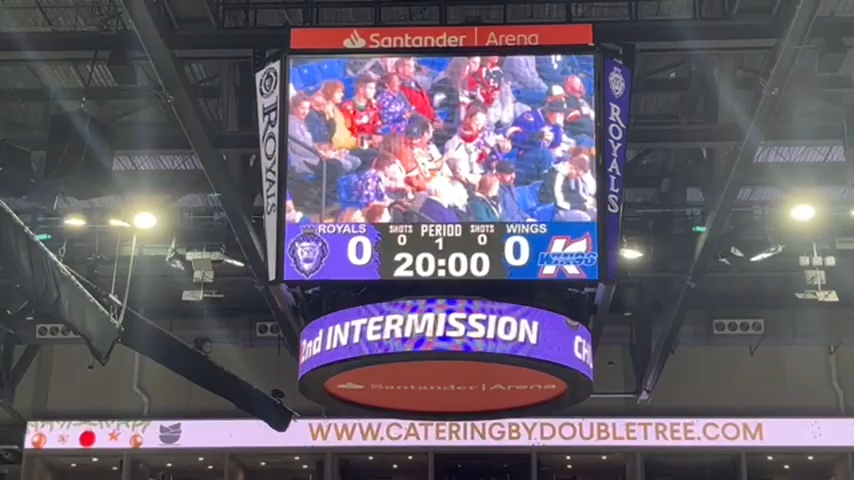 Santander | Arena
ROYALS
ROYALS
ROYALS SHOTS PERIOD SHOTS WINGS
0 0 1 0 0
20:00
K WINGS
2nd INTERMISSION
Santander | Arena
WWW.CATERINGBYDOUBLETREE.COM